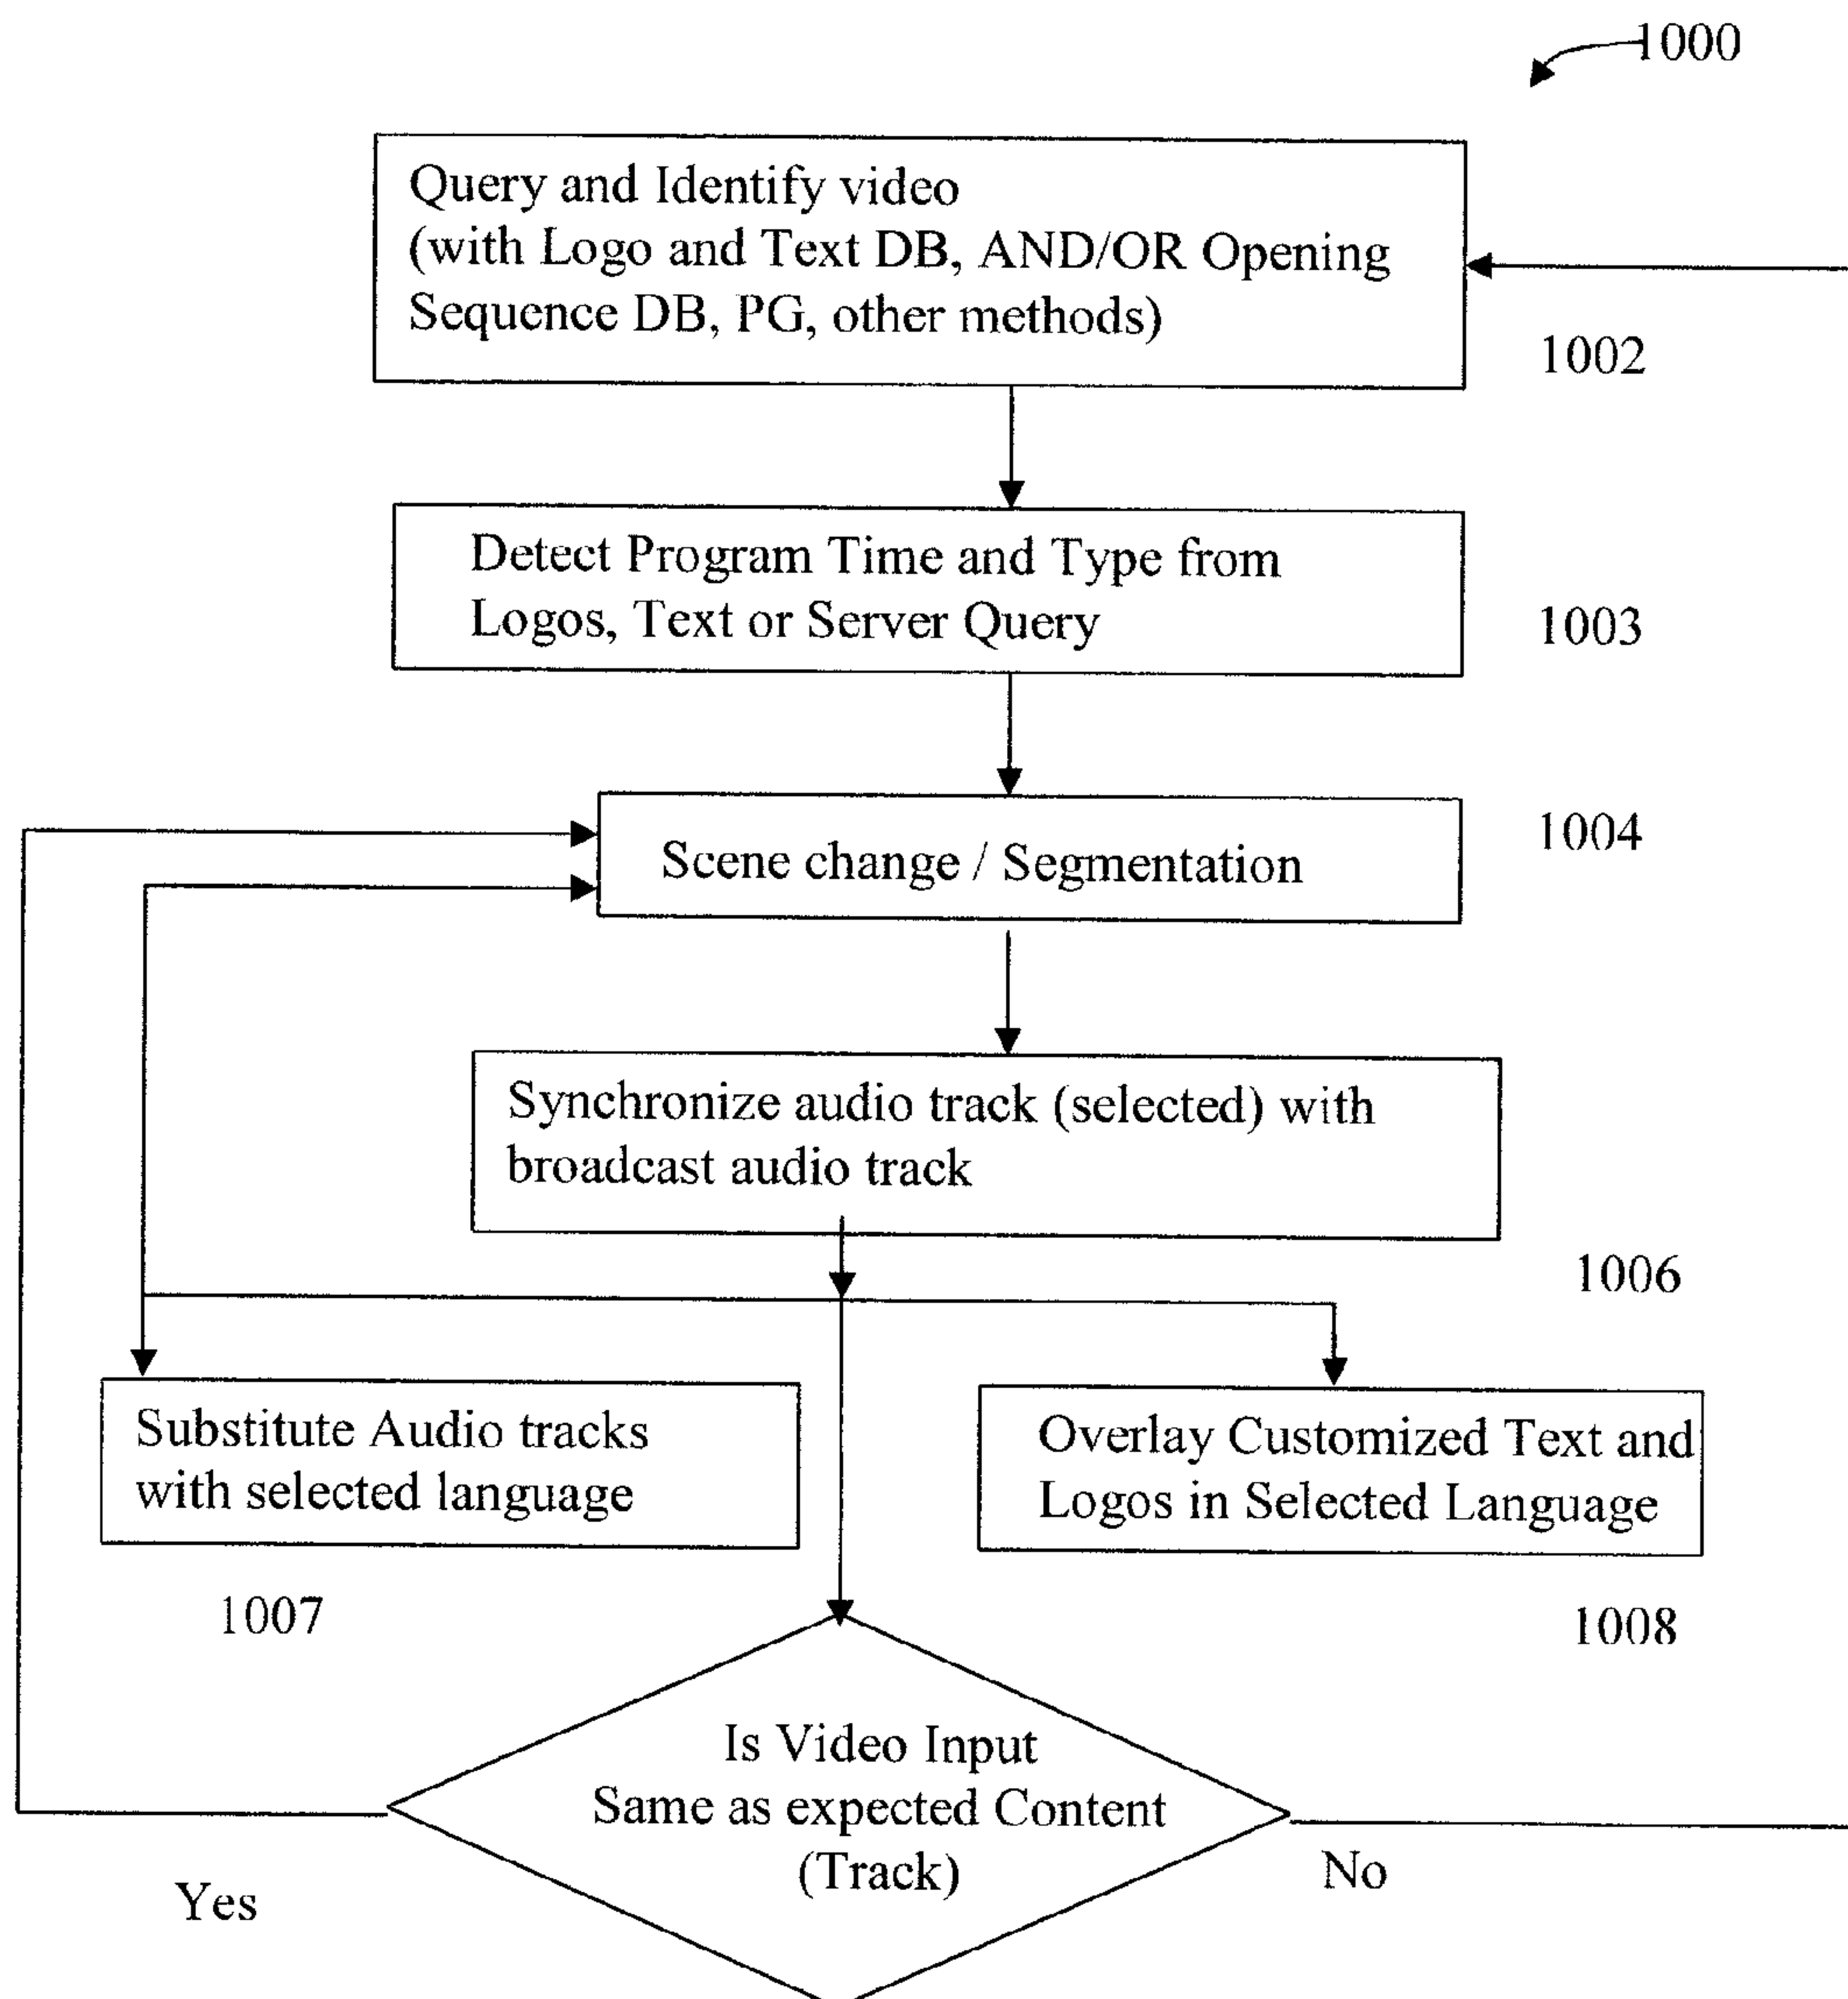 1000
Query and Identify video
(with Logo and Text DB, AND/OR Opening
Sequence DB, PG, other methods)
1002
Detect Program Time and Type from
Logos, Text or Server Query
1003
1004
Scene change / Segmentation
Synchronize audio track (selected) with
broadcast audio track
1006
Substitute Audio tracks
with selected language
Overlay Customized Text and
Logos in Selected Language
1007
1008
Is Video Input
Same as expected Content
(Track)
Yes
No